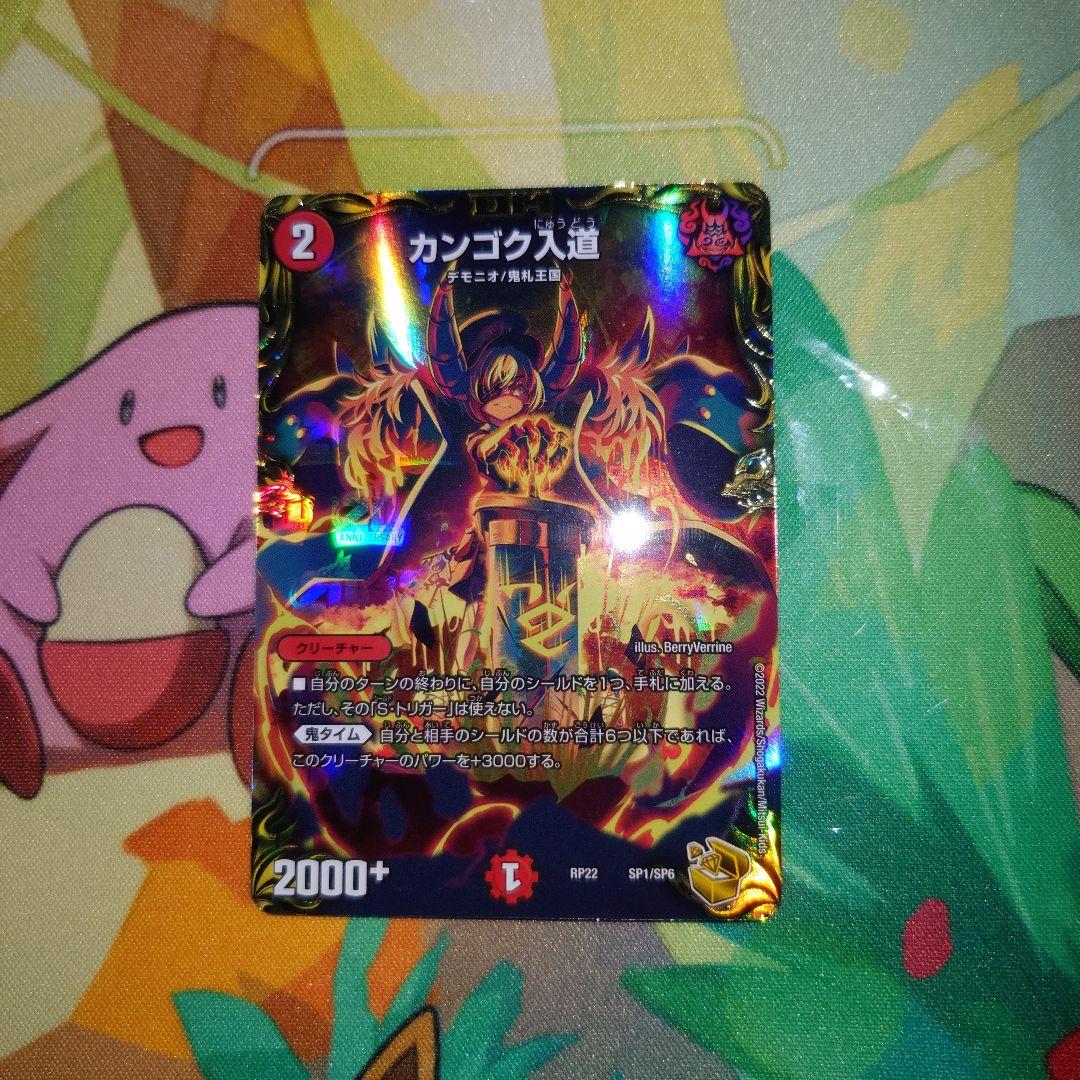 DM
2
にゅうどう
カンゴク入道
デモニオ/鬼札王国
ANNIVERSARY
クリーチャー
illus. BerryVerrine
■自分のターンの終わりに、自分のシールドを1つ、手札に加える。
ただし、その「S・トリガー」は使えない。
鬼タイム 自分と相手のシールドの数が合計6つ以下であれば、
このクリーチャーのパワーを+3000する。
©2022 Wizards/Shogakukan/Mitsui-Kids
2000+
1
RP22 SP1/SP6